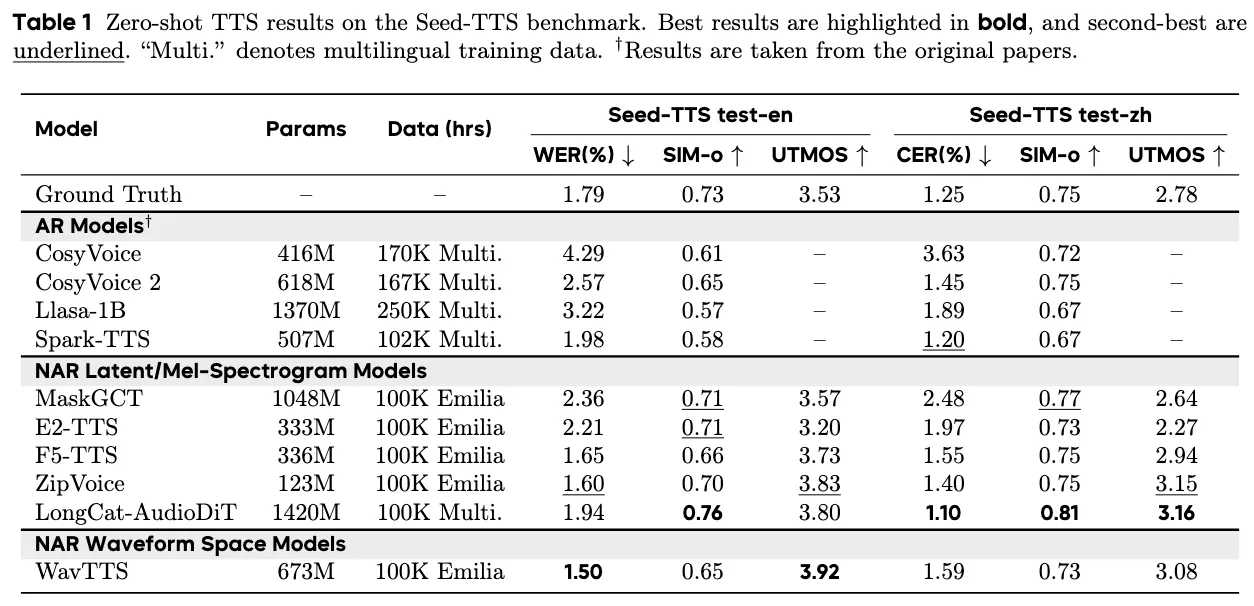 Table 1 Zero-shot TTS results on the Seed-TTS benchmark. Best results are highlighted in bold, and second-best are
underlined. “Multi.” denotes multilingual training data. †Results are taken from the original papers.
Model Params Data (hrs) Seed-TTS test-en Seed-TTS test-zh
WER(%) ↓ SIM-o ↑ UTMOS ↑ CER(%) ↓ SIM-o ↑ UTMOS ↑
Ground Truth – – 1.79 0.73 3.53 1.25 0.75 2.78
AR Models†
CosyVoice 416M 170K Multi. 4.29 0.61 – 3.63 0.72 –
CosyVoice 2 618M 167K Multi. 2.57 0.65 – 1.45 0.75 –
Llasa-1B 1370M 250K Multi. 3.22 0.57 – 1.89 0.67 –
Spark-TTS 507M 102K Multi. 1.98 0.58 – 1.20 0.67 –
NAR Latent/Mel-Spectrogram Models
MaskGCT 1048M 100K Emilia 2.36 0.71 3.57 2.48 0.77 2.64
E2-TTS 333M 100K Emilia 2.21 0.71 3.20 1.97 0.73 2.27
F5-TTS 336M 100K Emilia 1.65 0.66 3.73 1.55 0.75 2.94
ZipVoice 123M 100K Emilia 1.60 0.70 3.83 1.40 0.75 3.15
LongCat-AudioDiT 1420M 100K Multi. 1.94 0.76 3.80 1.10 0.81 3.16
NAR Waveform Space Models
WavTTS 673M 100K Emilia 1.50 0.65 3.92 1.59 0.73 3.08